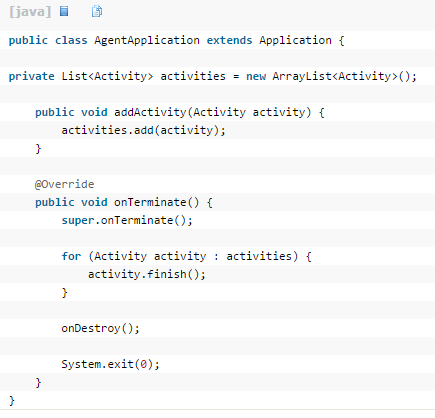 [java]
public class AgentApplication extends Application {
private List<Activity> activities = new ArrayList<Activity>();
    public void addActivity(Activity activity) {
        activities.add(activity);
    }
    @Override
    public void onTerminate() {
        super.onTerminate();
        for (Activity activity : activities) {
            activity.finish();
        }
        onDestroy();
        System.exit(0);
    }
}